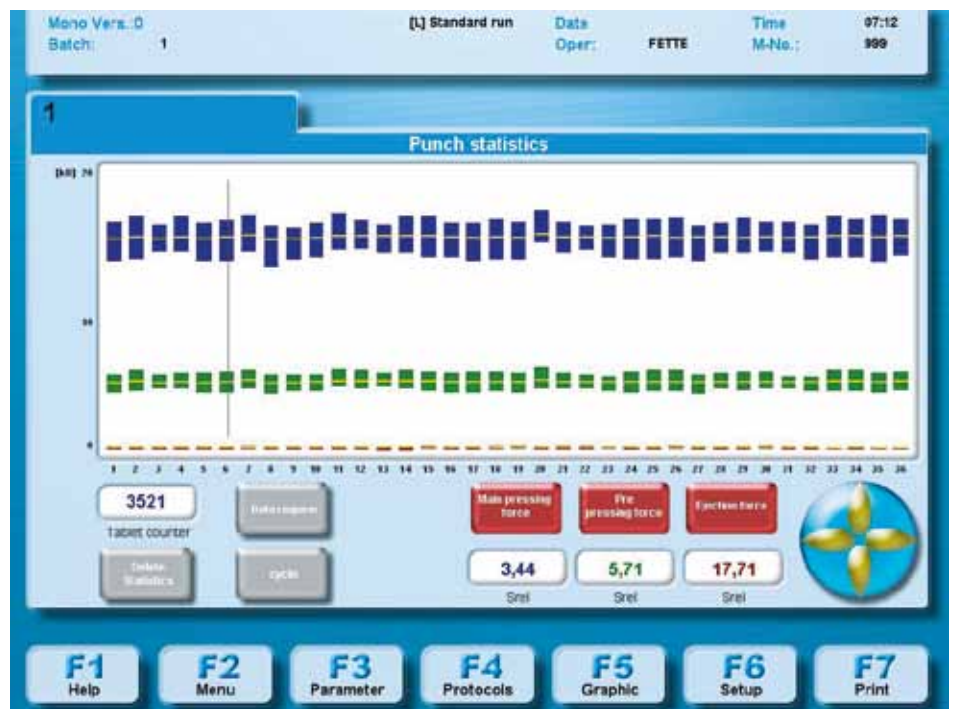 Mono Vers.:0 [L] Standard run Date Time 07:12
Batch: 1 Oper: FETTE M-No.: 999
1
Punch statistics
1 2 3 4 5 6 7 8 9 10 11 12 13 14 15 16 17 18 19 20 21 22 23 24 25 26 27 28 29 30 31 32 33 34 35 36
3521
Tablet counter
Delete
Statistics
cycle
Main pressing
force
Pre
pressing force
Ejection force
3,44
Srel
5,71
Srel
17,71
Srel
F1
Help
F2
Menu
F3
Parameter
F4
Protocols
F5
Graphic
F6
Setup
F7
Print